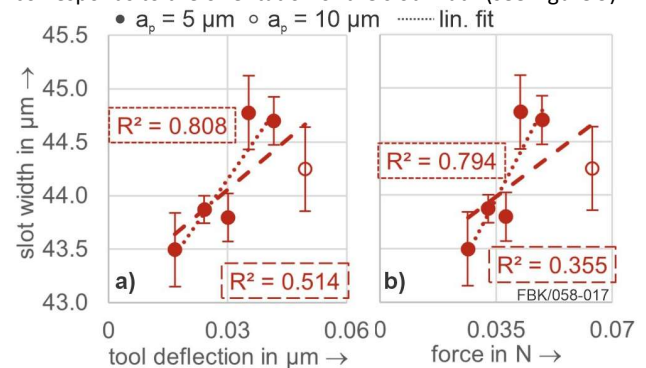 ● aₚ = 5 µm ○ aₚ = 10 µm ········ lin. fit
45.5
45.0
44.5
44.0
43.5
43.0
slot width in µm →
R² = 0.808
R² = 0.514
a)
0 0.03 0.06
tool deflection in µm →
R² = 0.794
R² = 0.355
b)
FBK/058-017
0 0.035 0.07
force in N →